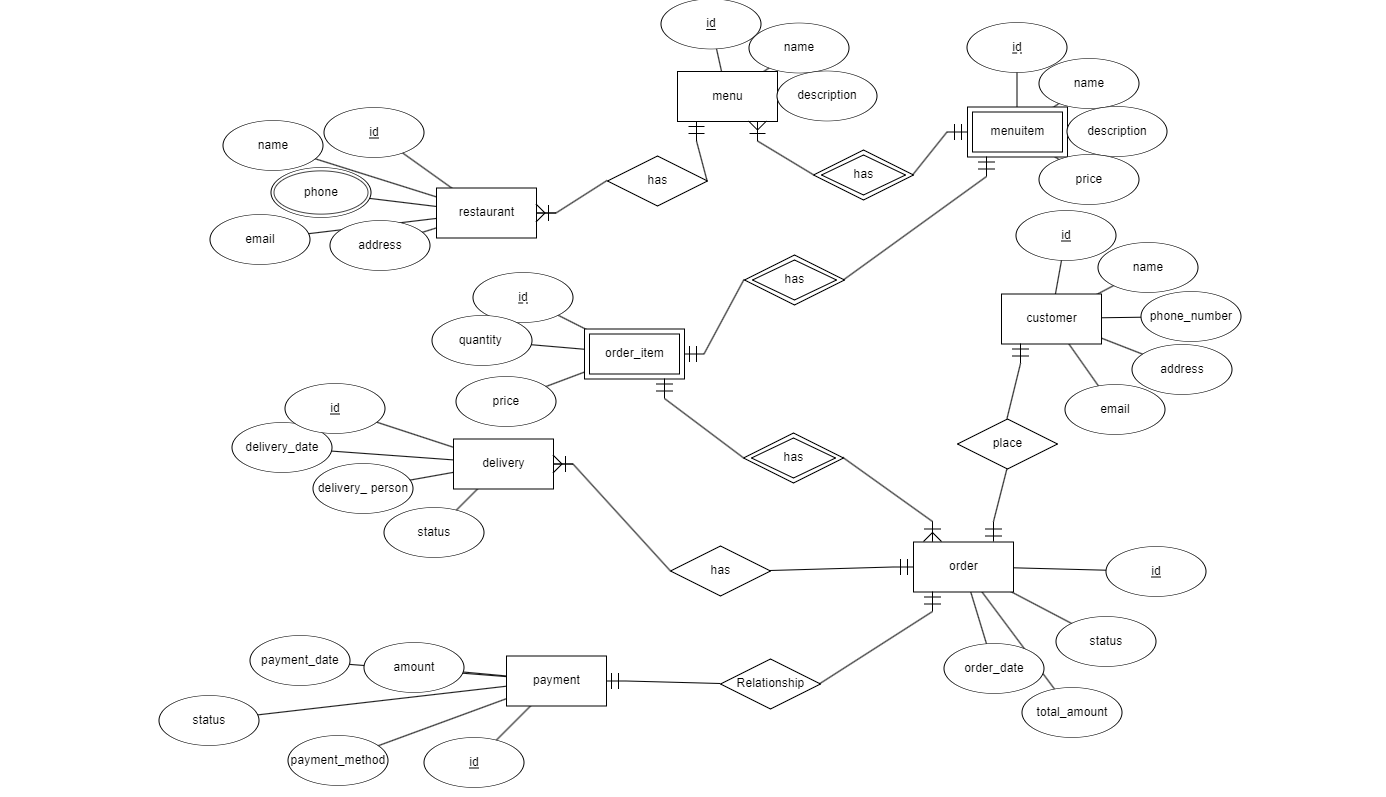 id
name
menu
description
id
name
menuitem
description
price
has
has
name
id
phone
restaurant
email
address
id
name
customer
phone_number
address
email
has
id
quantity
order_item
price
place
id
delivery_date
delivery
delivery_ person
status
has
has
order
id
status
order_date
total_amount
payment_date
amount
payment
Relationship
status
payment_method
id